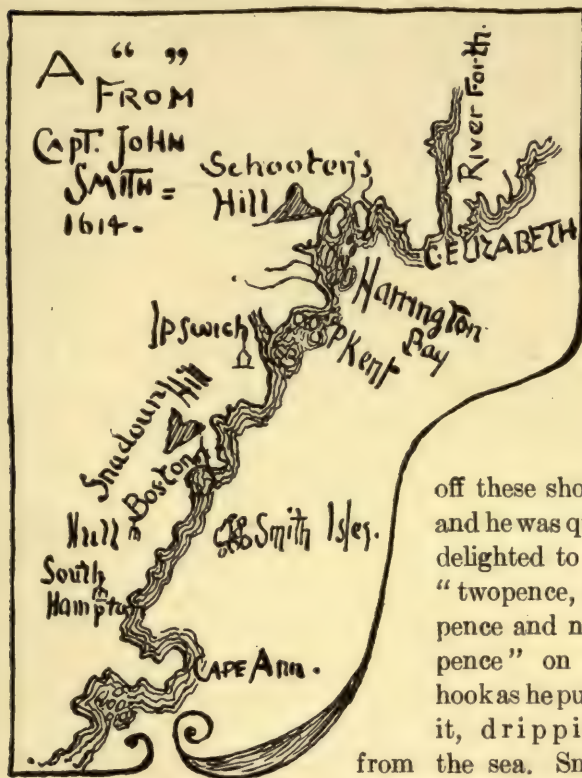 A “ ”
FROM
CAPT. JOHN
SMITH =
1614.
River Forth.
Schooten's
Hill
C. ELIZABETH
Harrington
Bay
Ipswich
P Kent
Snadoun Hill
Boston
Hull
Smith Isles.
South
Hampton
CAPE ANN.
off these sho
and he was q
delighted to
“twopence,
pence and n
pence” on
hook as he pu
it, drippi
from the sea. Sn